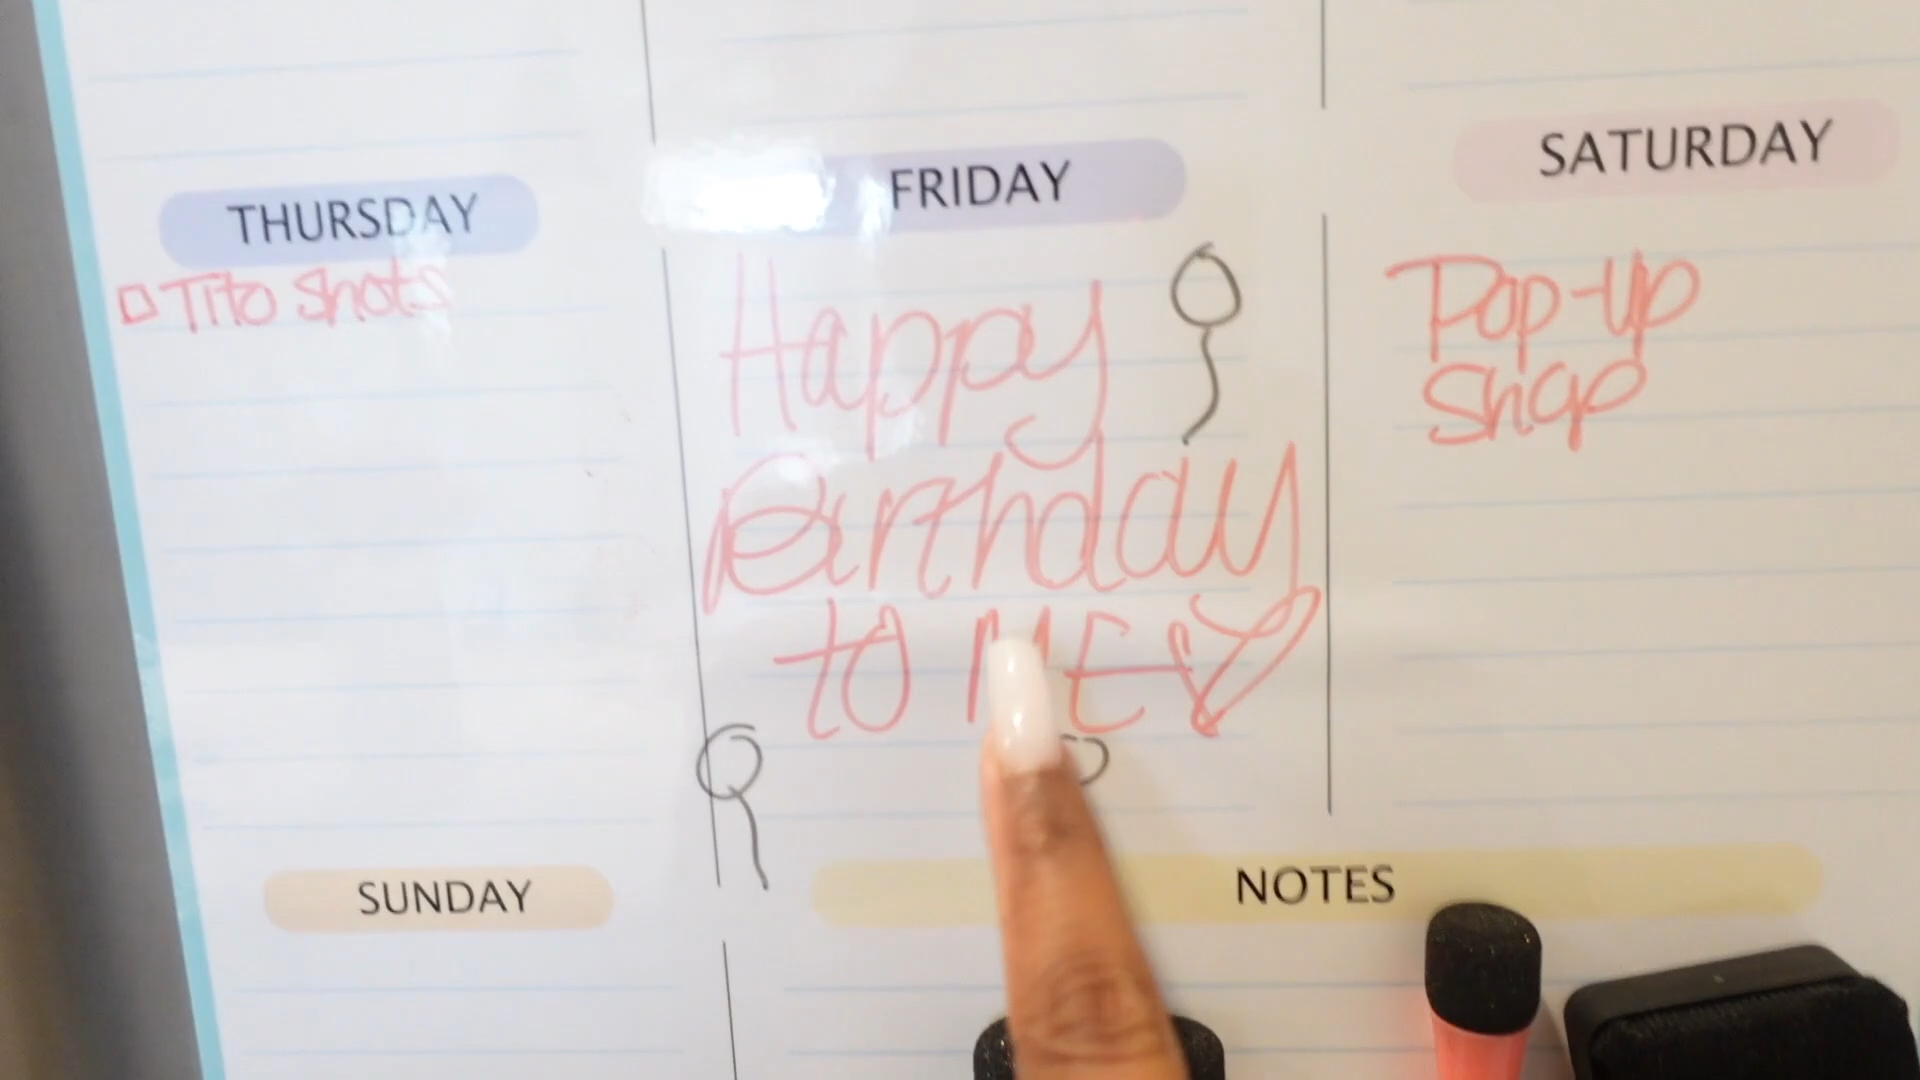 THURSDAY
Tito Shots
FRIDAY
Happy
Birthday
to ME
SATURDAY
Pop-up
Shop
SUNDAY
NOTES